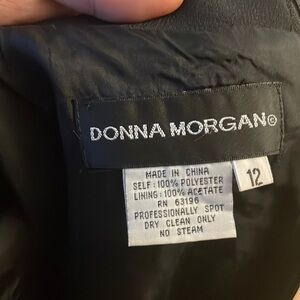 DONNA MORGAN©
12
MADE IN CHINA
SELF:100% POLYESTER
LINING:100% ACETATE
RN 63196
PROFESSIONALLY SPOT
DRY CLEAN ONLY
NO STEAM